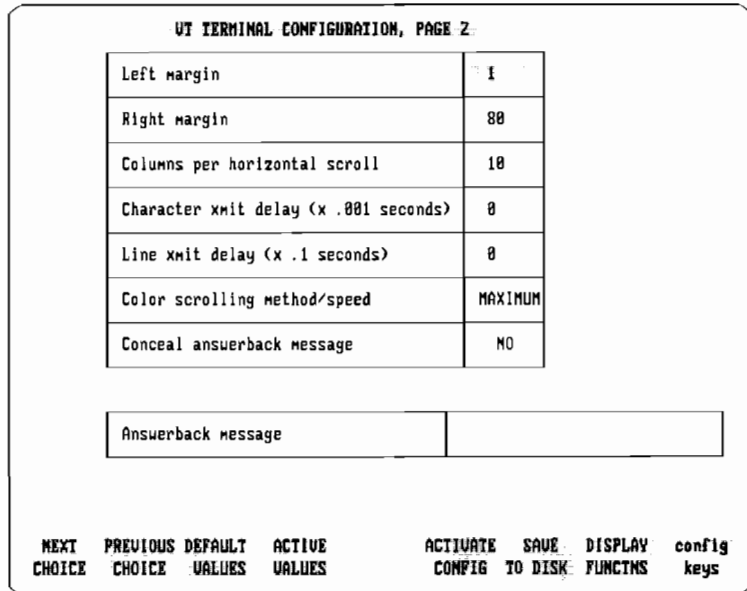 VT TERMINAL CONFIGURATION, PAGE 2
Left margin 1
Right margin 80
Columns per horizontal scroll 10
Character xmit delay (x .001 seconds) 0
Line xmit delay (x .1 seconds) 0
Color scrolling method/speed MAXIMUM
Conceal answerback message NO
Answerback message
NEXT PREVIOUS DEFAULT ACTIVE ACTIVATE SAVE DISPLAY config
CHOICE CHOICE VALUES VALUES CONFIG TO DISK FUNCTNS keys